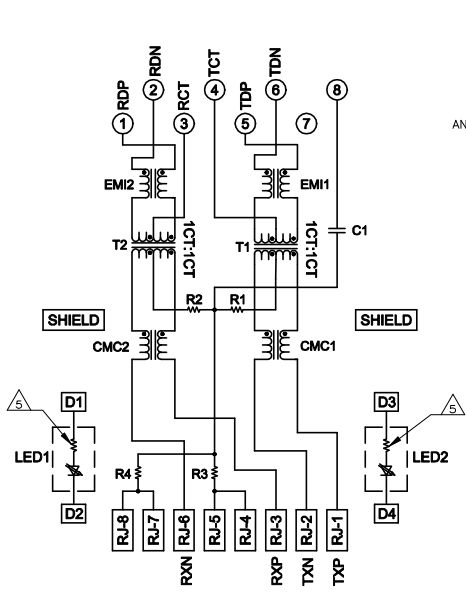 RDP
RDN
RCT
TCT
TDP
TDN
1
2
3
4
5
6
7
8
AN
EMI2
EMI1
T2
1CT:1CT
T1
1CT:1CT
C1
R2
R1
SHIELD
SHIELD
CMC2
CMC1
5
D1
D3
5
LED1
LED2
R4
R3
D2
D4
RJ-8
RJ-7
RJ-6
RJ-5
RJ-4
RJ-3
RJ-2
RJ-1
RXN
RXP
TXN
TXP